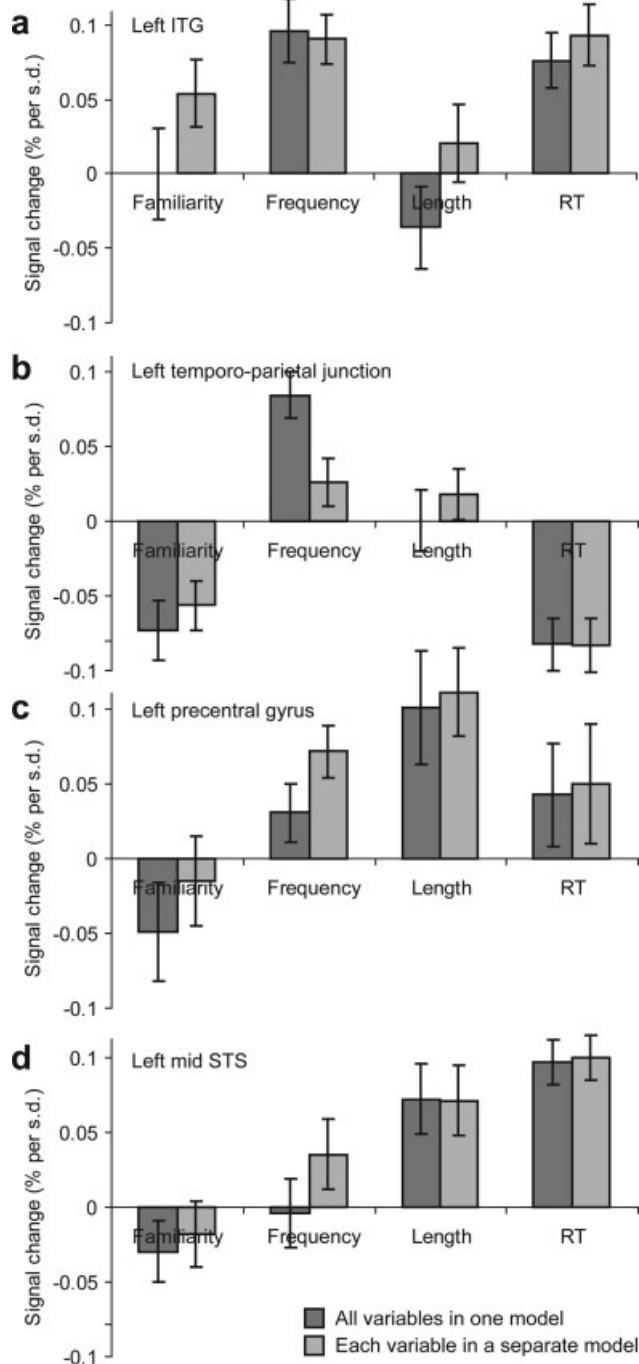 a
Left ITG
Signal change (% per s.d.)
0.1
0.05
0
-0.05
-0.1
Familiarity Frequency Length RT
b
Left temporo-parietal junction
Signal change (% per s.d.)
0.1
0.05
0
-0.05
-0.1
Familiarity Frequency Length RT
c
Left precentral gyrus
Signal change (% per s.d.)
0.1
0.05
0
-0.05
-0.1
Familiarity Frequency Length RT
d
Left mid STS
Signal change (% per s.d.)
0.1
0.05
0
-0.05
-0.1
Familiarity Frequency Length RT
All variables in one model
Each variable in a separate model